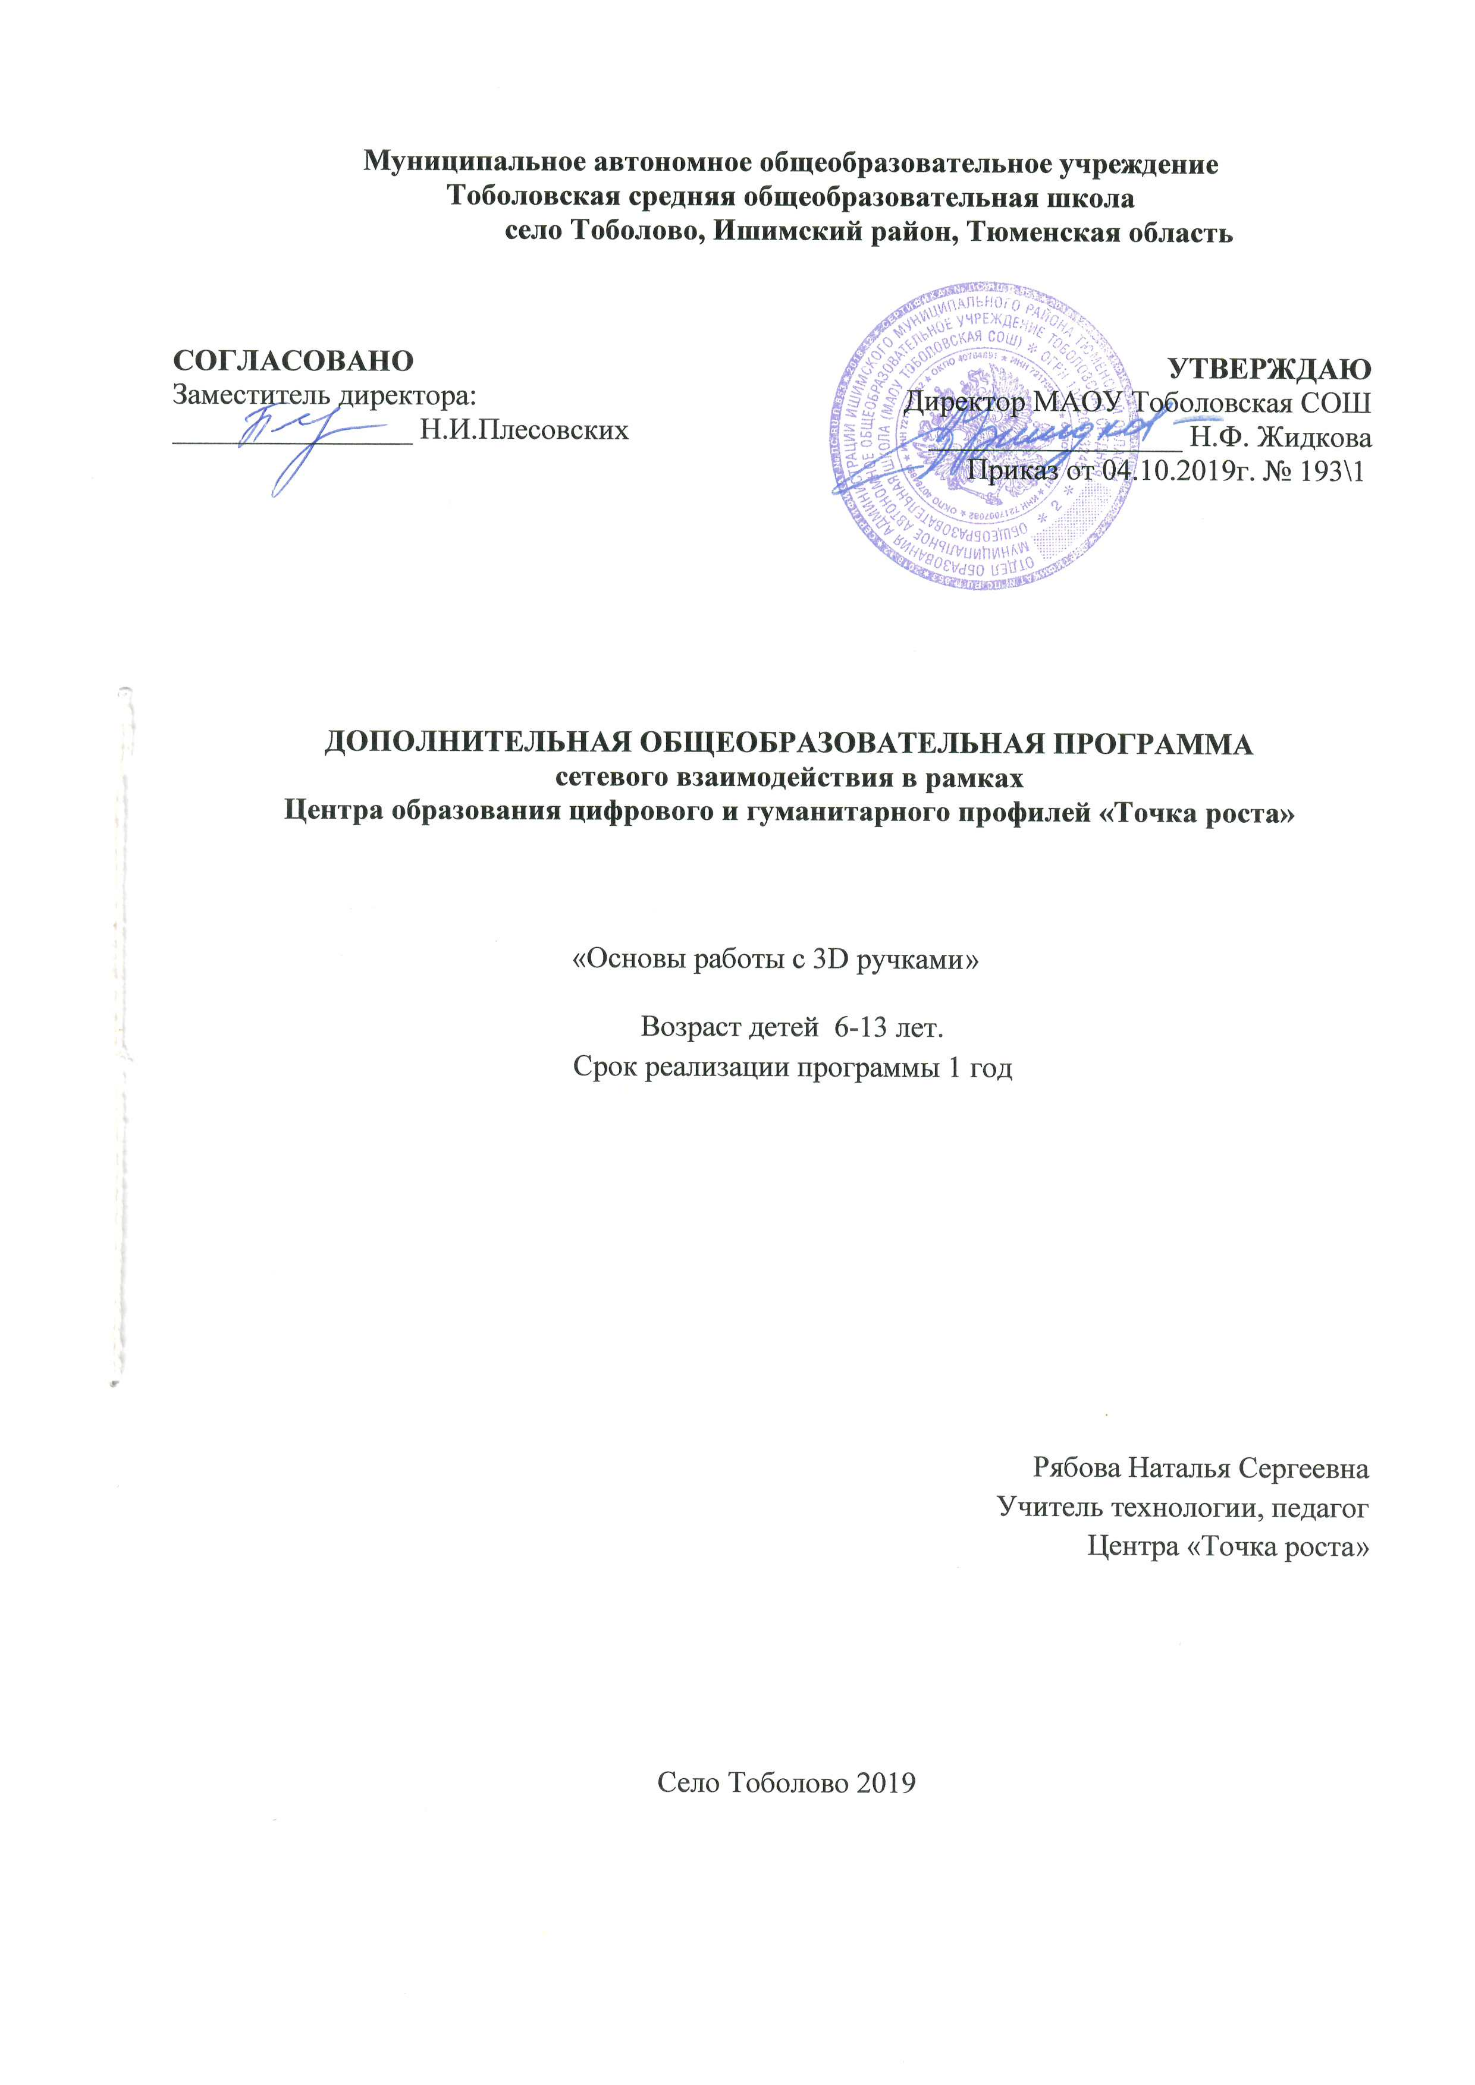 Муниципальное автономное общеобразовательное учреждение
Тоболовская средняя общеобразовательная школа
село Тоболово, Ишимский район, Тюменская область
СОГЛАСОВАНО
Заместитель директора:
________________ Н.И.Плесовских
УТВЕРЖДАЮ
Директор МАОУ Тоболовская СОШ
_________________ Н.Ф. Жидкова
Приказ от 04.10.2019г. № 193\1
ДОПОЛНИТЕЛЬНАЯ ОБЩЕОБРАЗОВАТЕЛЬНАЯ ПРОГРАММА
сетевого взаимодействия в рамках
Центра образования цифрового и гуманитарного профилей «Точка роста»
«Основы работы с 3D ручками»
Возраст детей 6-13 лет.
Срок реализации программы 1 год
Рябова Наталья Сергеевна
Учитель технологии, педагог
Центра «Точка роста»
Село Тоболово 2019